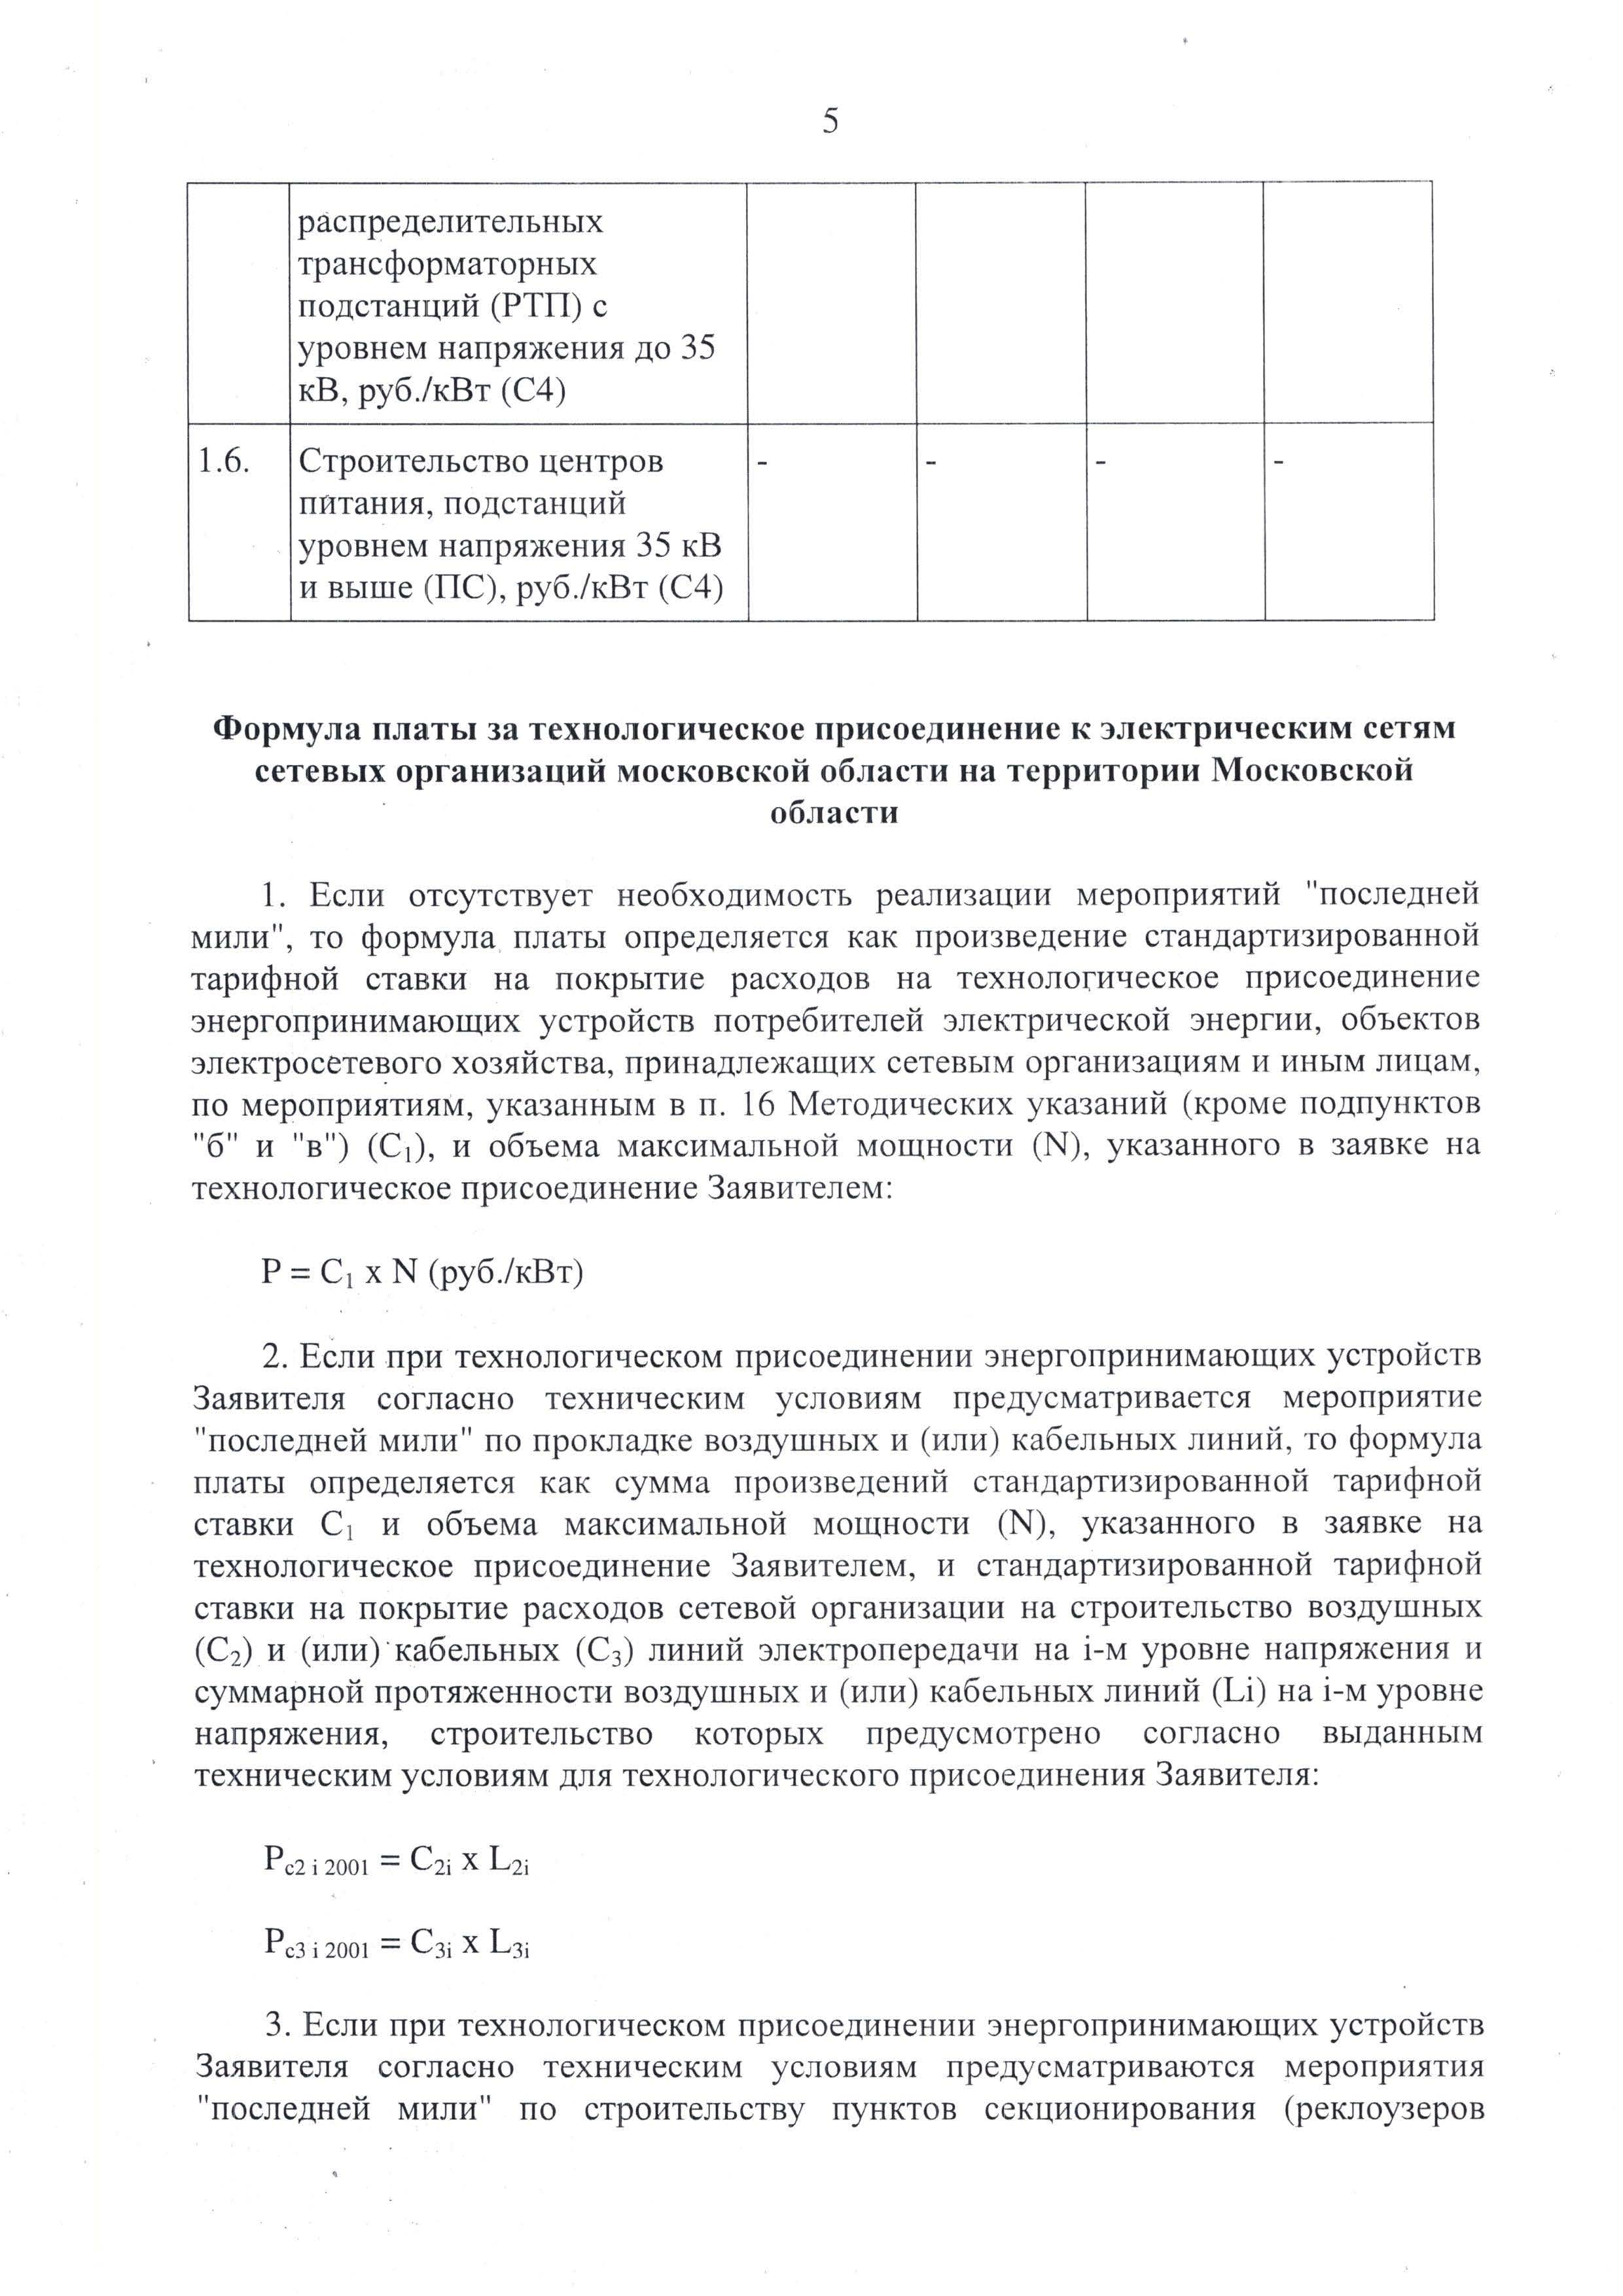 5
распределительных
трансформаторных
подстанций (РТП) с
уровнем напряжения до 35
кВ, руб./кВт (С4)
1.6. Строительство центров - - - -
питания, подстанций
уровнем напряжения 35 кВ
и выше (ПС), руб./кВт (С4)
Формула платы за технологическое присоединение к электрическим сетям
сетевых организаций московской области на территории Московской
области
1. Если отсутствует необходимость реализации мероприятий "последней
мили", то формула платы определяется как произведение стандартизированной
тарифной ставки на покрытие расходов на технологическое присоединение
энергопринимающих устройств потребителей электрической энергии, объектов
электросетевого хозяйства, принадлежащих сетевым организациям и иным лицам,
по мероприятиям, указанным в п. 16 Методических указаний (кроме подпунктов
"б" и "в") (С₁), и объема максимальной мощности (N), указанного в заявке на
технологическое присоединение Заявителем:
P = C₁ x N (руб./кВт)
2. Если при технологическом присоединении энергопринимающих устройств
Заявителя согласно техническим условиям предусматривается мероприятие
"последней мили" по прокладке воздушных и (или) кабельных линий, то формула
платы определяется как сумма произведений стандартизированной тарифной
ставки С₁ и объема максимальной мощности (N), указанного в заявке на
технологическое присоединение Заявителем, и стандартизированной тарифной
ставки на покрытие расходов сетевой организации на строительство воздушных
(С₂) и (или) кабельных (С₃) линий электропередачи на i-м уровне напряжения и
суммарной протяженности воздушных и (или) кабельных линий (Li) на i-м уровне
напряжения, строительство которых предусмотрено согласно выданным
техническим условиям для технологического присоединения Заявителя:
Pc2 i 2001 = C2i x L2i
Pc3 i 2001 = C3i x L3i
3. Если при технологическом присоединении энергопринимающих устройств
Заявителя согласно техническим условиям предусматриваются мероприятия
"последней мили" по строительству пунктов секционирования (реклоузеров